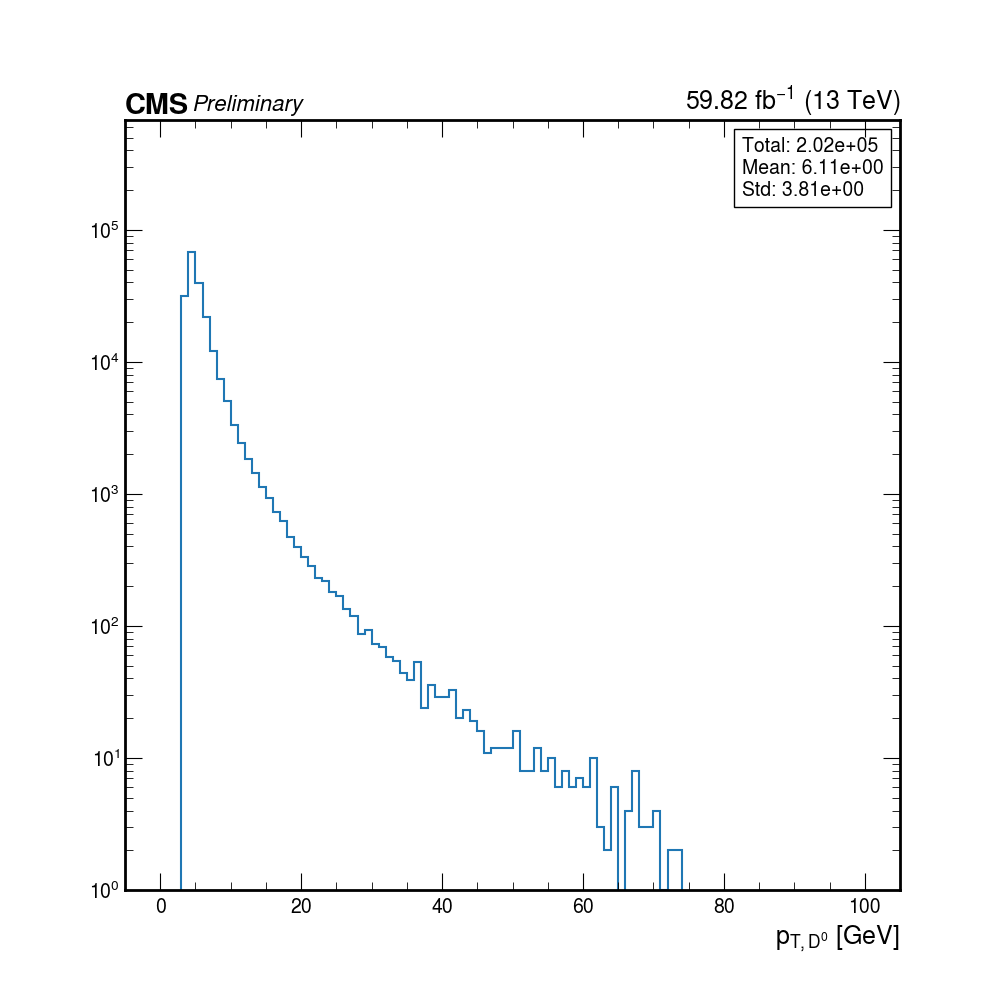 CMS Preliminary
59.82 fb⁻¹ (13 TeV)
Total: 2.02e+05
Mean: 6.11e+00
Std: 3.81e+00
10⁵
10⁴
10³
10²
10¹
10⁰
0 20 40 60 80 100
p_T, D⁰ [GeV]